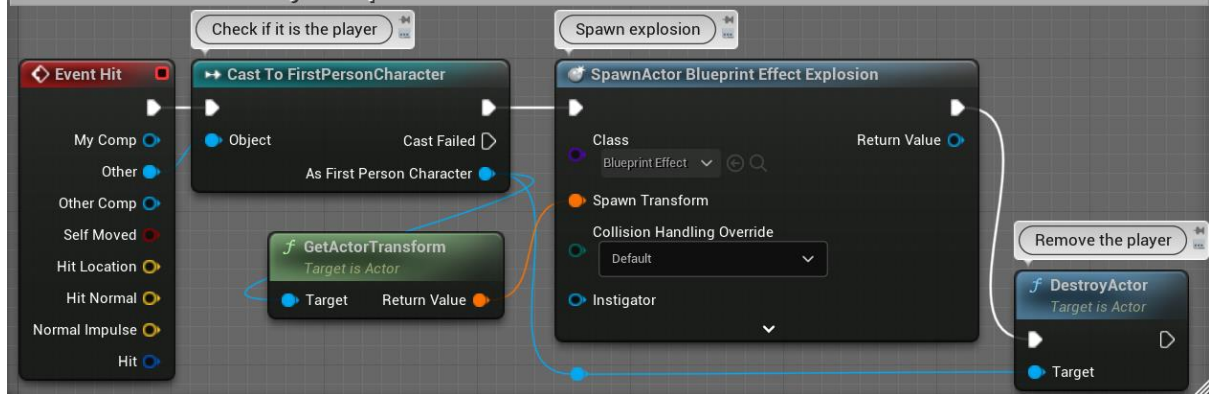 Check if it is the player
Spawn explosion
Event Hit
My Comp
Other
Other Comp
Self Moved
Hit Location
Hit Normal
Normal Impulse
Hit
Cast To FirstPersonCharacter
Object
Cast Failed
As First Person Character
GetActorTransform
Target is Actor
Target
Return Value
SpawnActor Blueprint Effect Explosion
Class
Return Value
Blueprint Effect
Spawn Transform
Collision Handling Override
Default
Instigator
Remove the player
DestroyActor
Target is Actor
Target